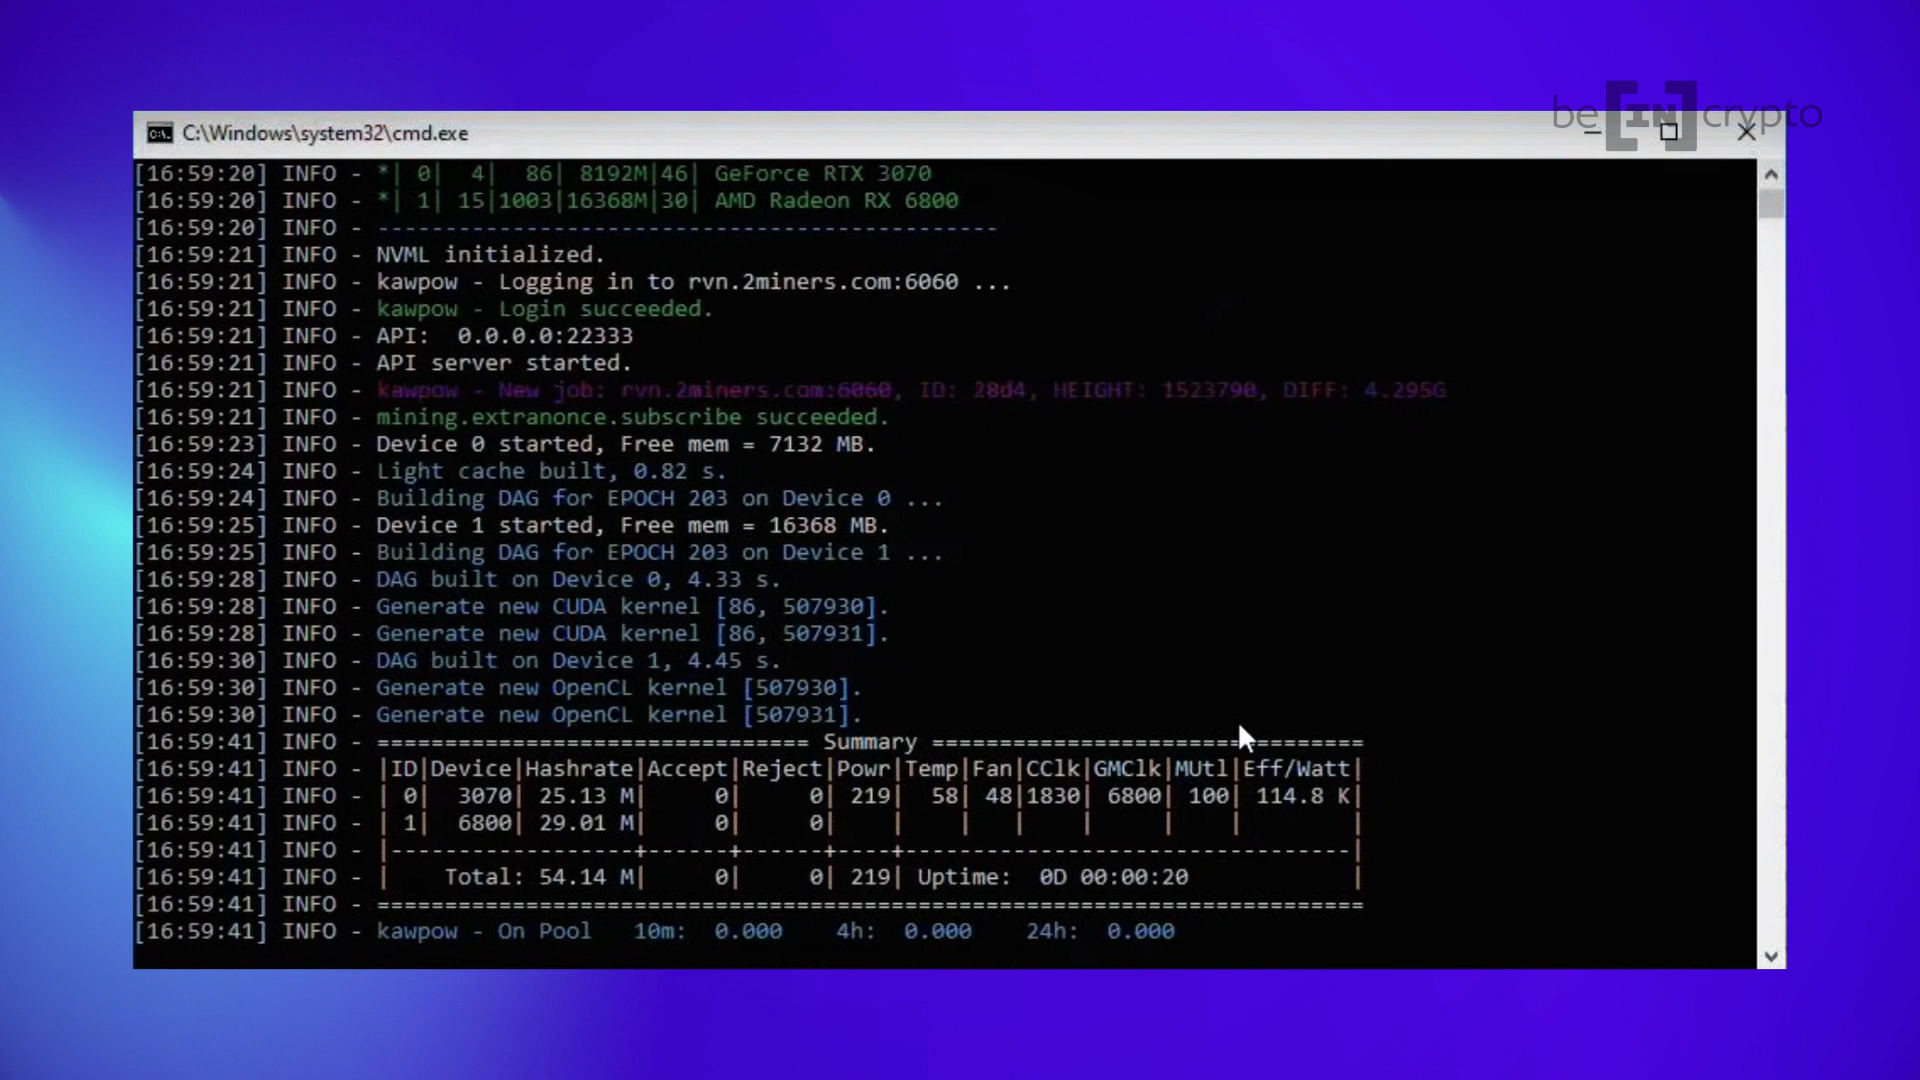 be [IN] crypto
C:\Windows\system32\cmd.exe
[16:59:20] INFO - *| 0|  4|  86| 8192M|46| GeForce RTX 3070
[16:59:20] INFO - *| 1| 15|1003|16368M|30| AMD Radeon RX 6800
[16:59:20] INFO - ----------------------------------------------
[16:59:21] INFO - NVML initialized.
[16:59:21] INFO - kawpow - Logging in to rvn.2miners.com:6060 ...
[16:59:21] INFO - kawpow - Login succeeded.
[16:59:21] INFO - API:  0.0.0.0:22333
[16:59:21] INFO - API server started.
[16:59:21] INFO - kawpow - New job: rvn.2miners.com:6060, ID: 28d4, HEIGHT: 1523790, DIFF: 4.295G
[16:59:21] INFO - mining.extranonce.subscribe succeeded.
[16:59:23] INFO - Device 0 started, Free mem = 7132 MB.
[16:59:24] INFO - Light cache built, 0.82 s.
[16:59:24] INFO - Building DAG for EPOCH 203 on Device 0 ...
[16:59:25] INFO - Device 1 started, Free mem = 16368 MB.
[16:59:25] INFO - Building DAG for EPOCH 203 on Device 1 ...
[16:59:28] INFO - DAG built on Device 0, 4.33 s.
[16:59:28] INFO - Generate new CUDA kernel [86, 507930].
[16:59:28] INFO - Generate new CUDA kernel [86, 507931].
[16:59:30] INFO - DAG built on Device 1, 4.45 s.
[16:59:30] INFO - Generate new OpenCL kernel [507930].
[16:59:30] INFO - Generate new OpenCL kernel [507931].
[16:59:41] INFO - ================================ Summary ================================
[16:59:41] INFO - |ID|Device|Hashrate|Accept|Reject|Powr|Temp|Fan|CClk|GMClk|MUtl|Eff/Watt|
[16:59:41] INFO - | 0|  3070| 25.13 M|     0|     0| 219|  58| 48|1830| 6800| 100| 114.8 K|
[16:59:41] INFO - | 1|  6800| 29.01 M|     0|     0|    |    |   |    |     |    |        |
[16:59:41] INFO - |------------------+------+------+----+---------------------------------|
[16:59:41] INFO - |    Total: 54.14 M|     0|     0| 219| Uptime:  0D 00:00:20            |
[16:59:41] INFO - =========================================================================
[16:59:41] INFO - kawpow - On Pool   10m:  0.000    4h:  0.000    24h:  0.000